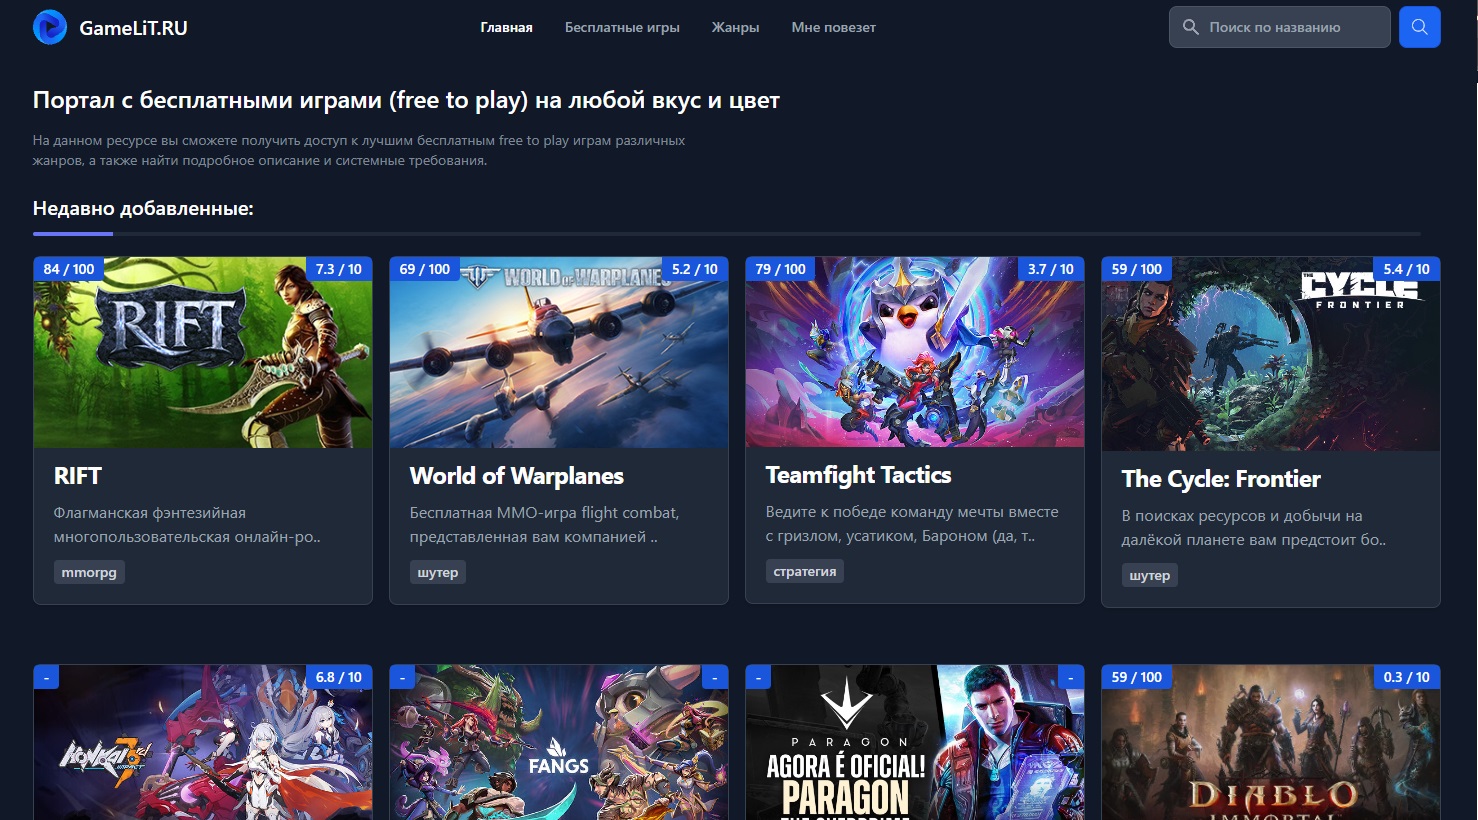 GameLiT.RU
Главная
Бесплатные игры
Жанры
Мне повезет
Поиск по названию
Портал с бесплатными играми (free to play) на любой вкус и цвет
На данном ресурсе вы сможете получить доступ к лучшим бесплатным free to play играм различных
жанров, а также найти подробное описание и системные требования.
Недавно добавленные:
84 / 100
7.3 / 10
RIFT
RIFT
Флагманская фэнтезийная
многопользовательская онлайн-ро..
mmorpg
69 / 100
5.2 / 10
WORLD OF WARPLANES
World of Warplanes
Бесплатная MMO-игра flight combat,
представленная вам компанией ..
шутер
79 / 100
3.7 / 10
Teamfight Tactics
Ведите к победе команду мечты вместе
с гризлом, усатиком, Бароном (да, т..
стратегия
59 / 100
5.4 / 10
THE CYCLE
FRONTIER
The Cycle: Frontier
В поисках ресурсов и добычи на
далёкой планете вам предстоит бо..
шутер
-
6.8 / 10
HONKAI 3rd
IMPACT
-
-
FANGS
-
-
PARAGON
AGORA É OFICIAL!
PARAGON
THE OVERPRIME
59 / 100
0.3 / 10
DIABLO
IMMORTAL